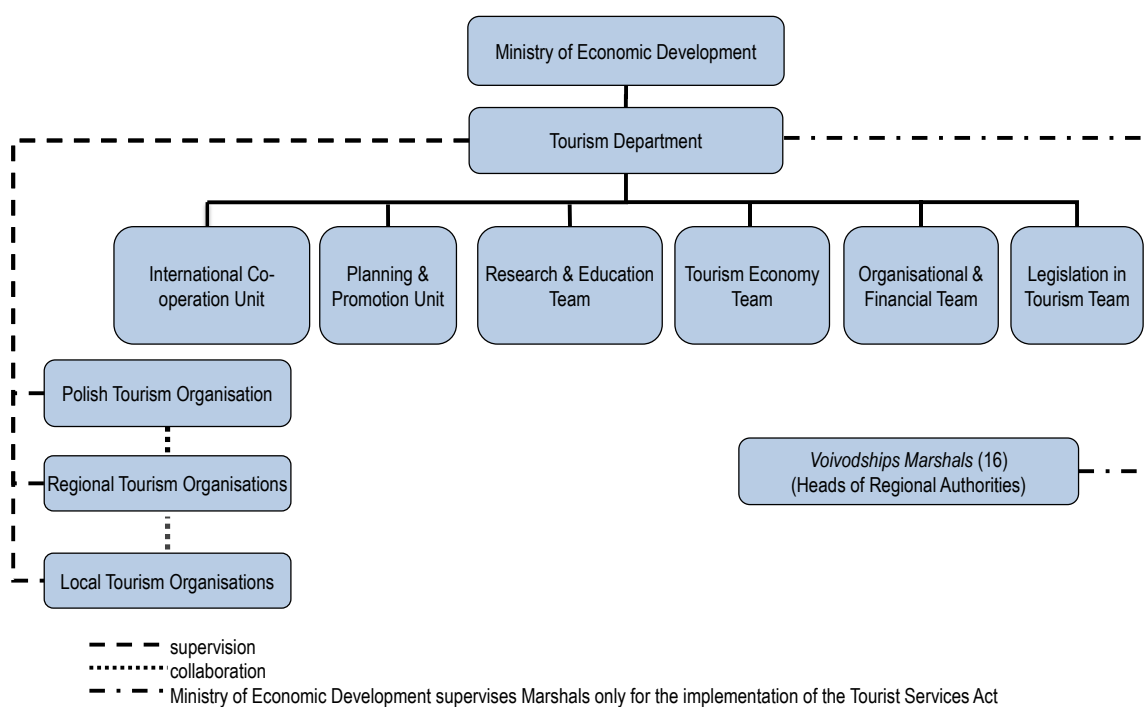 Ministry of Economic Development
Tourism Department
International Co-
operation Unit
Planning &
Promotion Unit
Research & Education
Team
Tourism Economy
Team
Organisational &
Financial Team
Legislation in
Tourism Team
Polish Tourism Organisation
Regional Tourism Organisations
Local Tourism Organisations
Voivodships Marshals (16)
(Heads of Regional Authorities)
supervision
collaboration
Ministry of Economic Development supervises Marshals only for the implementation of the Tourist Services Act